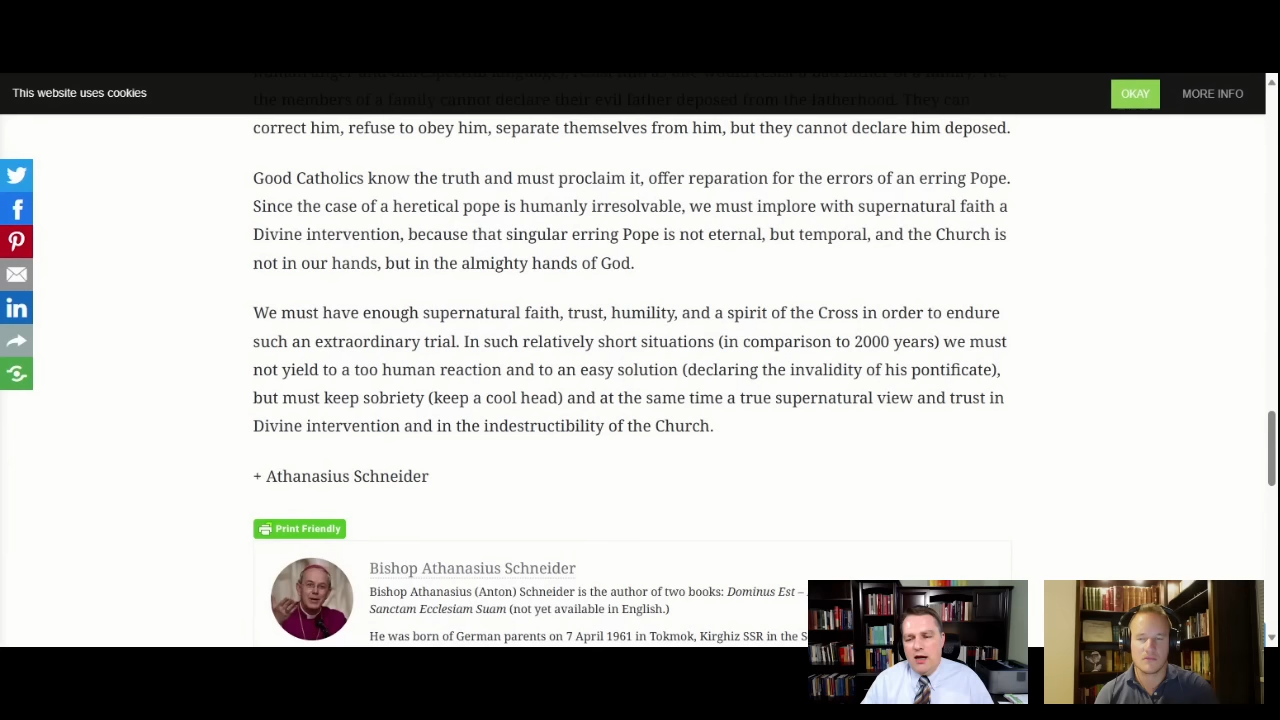 This website uses cookies
OKAY
MORE INFO
the members of a family cannot declare their evil father deposed from the fatherhood. They can
correct him, refuse to obey him, separate themselves from him, but they cannot declare him deposed.
Good Catholics know the truth and must proclaim it, offer reparation for the errors of an erring Pope.
Since the case of a heretical pope is humanly irresolvable, we must implore with supernatural faith a
Divine intervention, because that singular erring Pope is not eternal, but temporal, and the Church is
not in our hands, but in the almighty hands of God.
We must have enough supernatural faith, trust, humility, and a spirit of the Cross in order to endure
such an extraordinary trial. In such relatively short situations (in comparison to 2000 years) we must
not yield to a too human reaction and to an easy solution (declaring the invalidity of his pontificate),
but must keep sobriety (keep a cool head) and at the same time a true supernatural view and trust in
Divine intervention and in the indestructibility of the Church.
+ Athanasius Schneider
Print Friendly
Bishop Athanasius Schneider
Bishop Athanasius (Anton) Schneider is the author of two books: Dominus Est –
Sanctam Ecclesiam Suam (not yet available in English.)
He was born of German parents on 7 April 1961 in Tokmok, Kirghiz SSR in the S